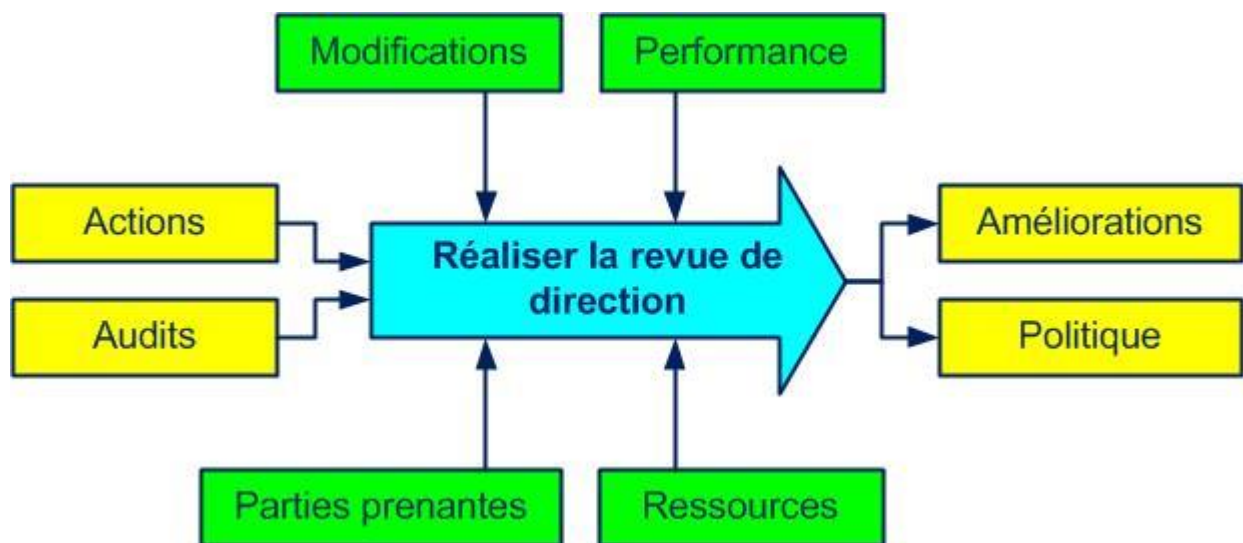 Modifications
Performance
Actions
Audits
Réaliser la revue de
direction
Améliorations
Politique
Parties prenantes
Ressources